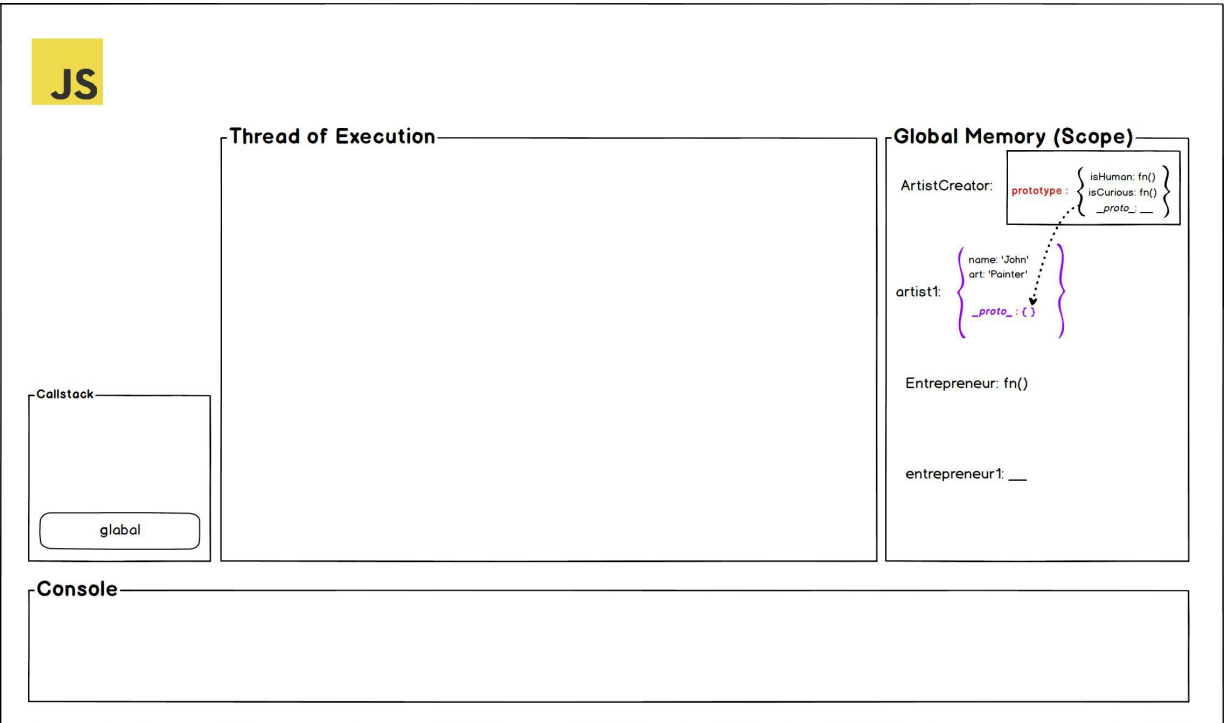 JS
Thread of Execution
Global Memory (Scope)
ArtistCreator:
prototype :
isHuman: fn()
isCurious: fn()
_proto_: __
artist1:
name: 'John'
art: 'Painter'
_proto_ : { }
Entrepreneur: fn()
entrepreneur1: __
Callstack
glabal
Console